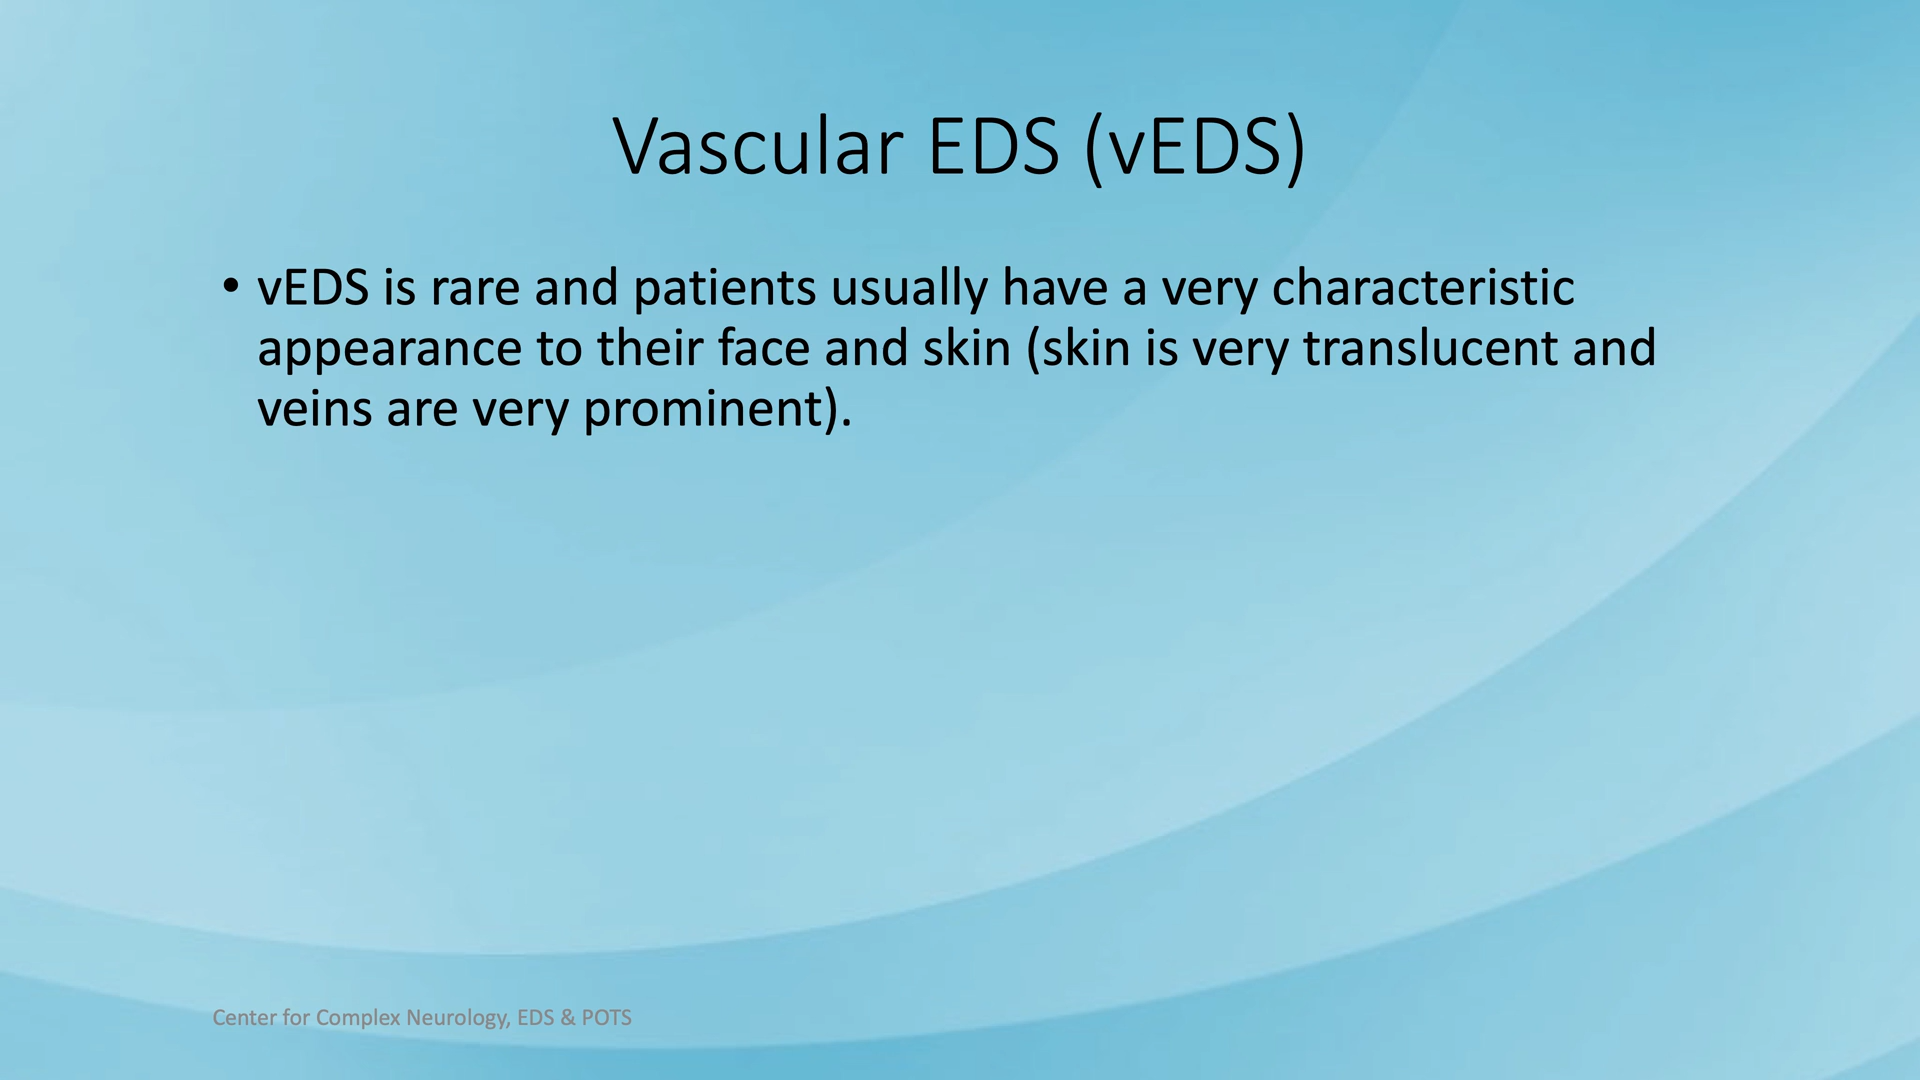 Vascular EDS (vEDS)
• vEDS is rare and patients usually have a very characteristic
appearance to their face and skin (skin is very translucent and
veins are very prominent).
Center for Complex Neurology, EDS & POTS